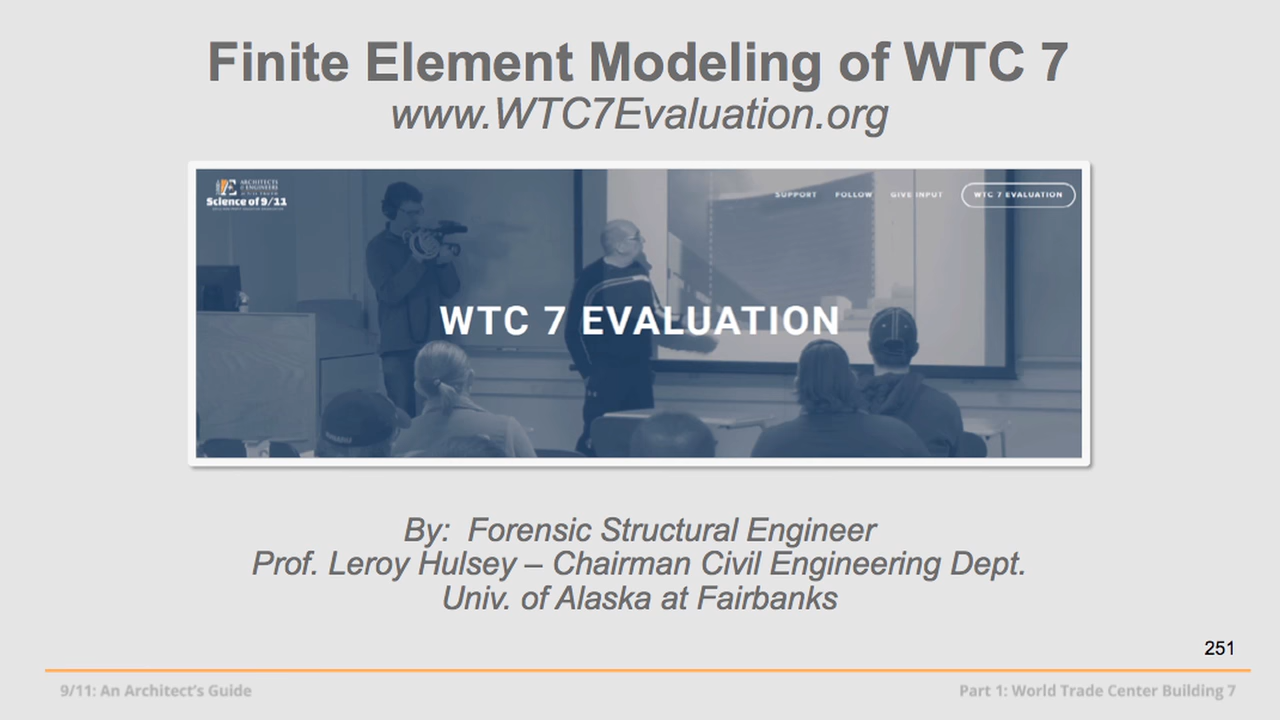 Finite Element Modeling of WTC 7
www.WTC7Evaluation.org
ARCHITECTS
& ENGINEERS
Science of 9/11
SUPPORT FOLLOW GIVE INPUT WTC 7 EVALUATION
WTC 7 EVALUATION
By: Forensic Structural Engineer
Prof. Leroy Hulsey – Chairman Civil Engineering Dept.
Univ. of Alaska at Fairbanks
251
9/11: An Architect's Guide
Part 1: World Trade Center Building 7